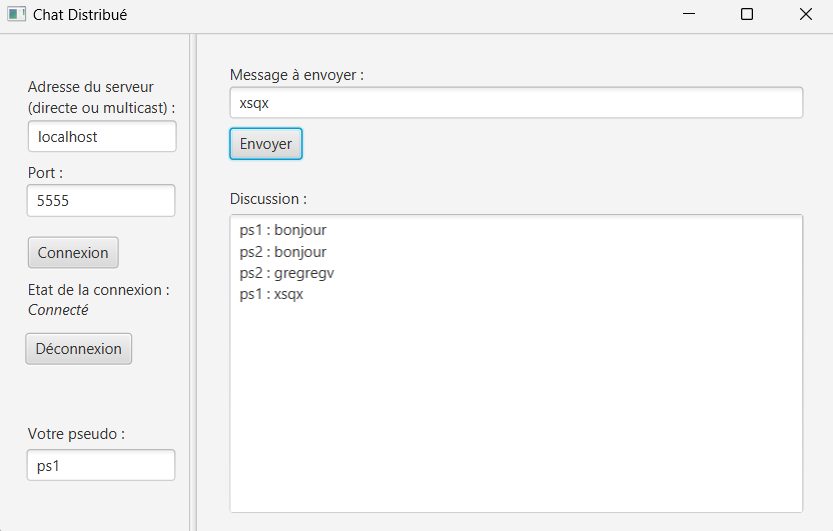 Chat Distribué
Adresse du serveur
(directe ou multicast) :
localhost
Port :
5555
Connexion
Etat de la connexion :
Connecté
Déconnexion
Votre pseudo :
ps1
Message à envoyer :
xsqx
Envoyer
Discussion :
ps1 : bonjour
ps2 : bonjour
ps2 : gregregv
ps1 : xsqx